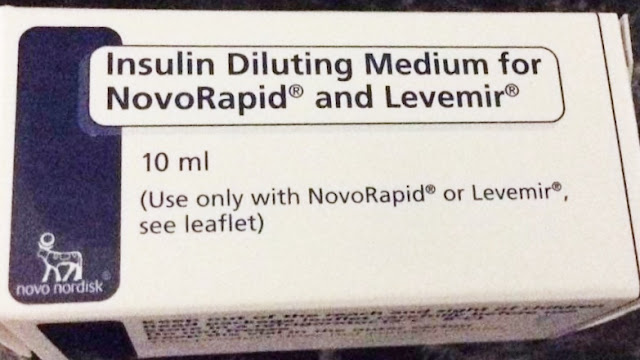 Insulin Diluting Medium for
NovoRapid® and Levemir®
10 ml
(Use only with NovoRapid® or Levemir®,
see leaflet)
novo nordisk®